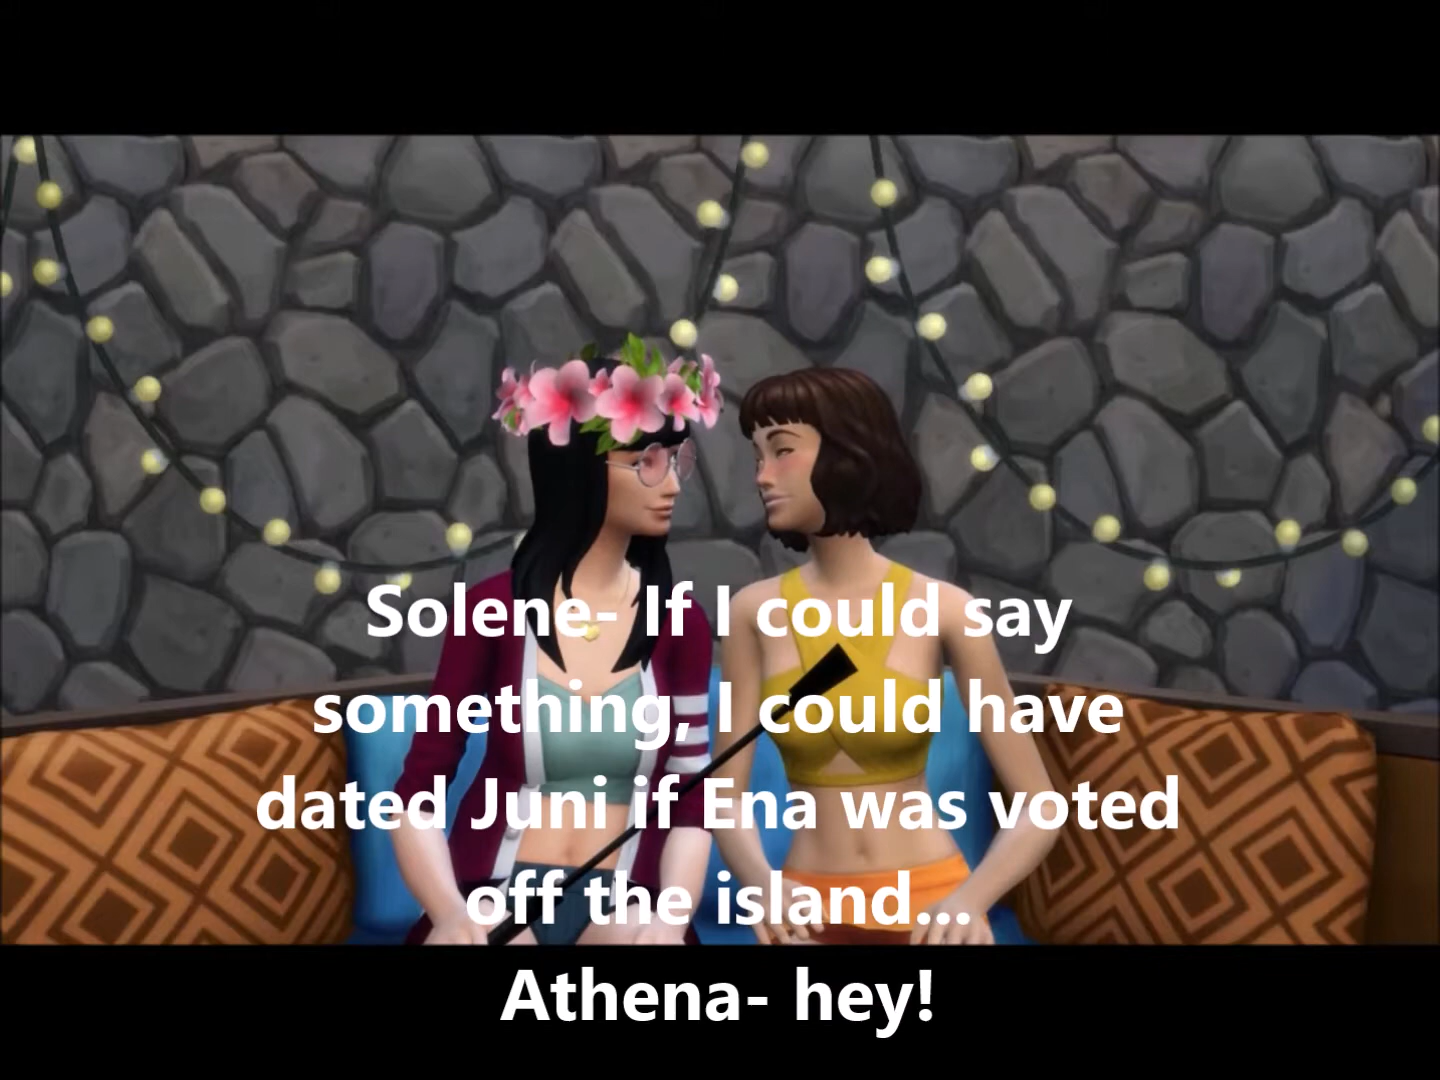 Solene- If I could say
something, I could have
dated Juni if Ena was voted
off the island...
Athena- hey!